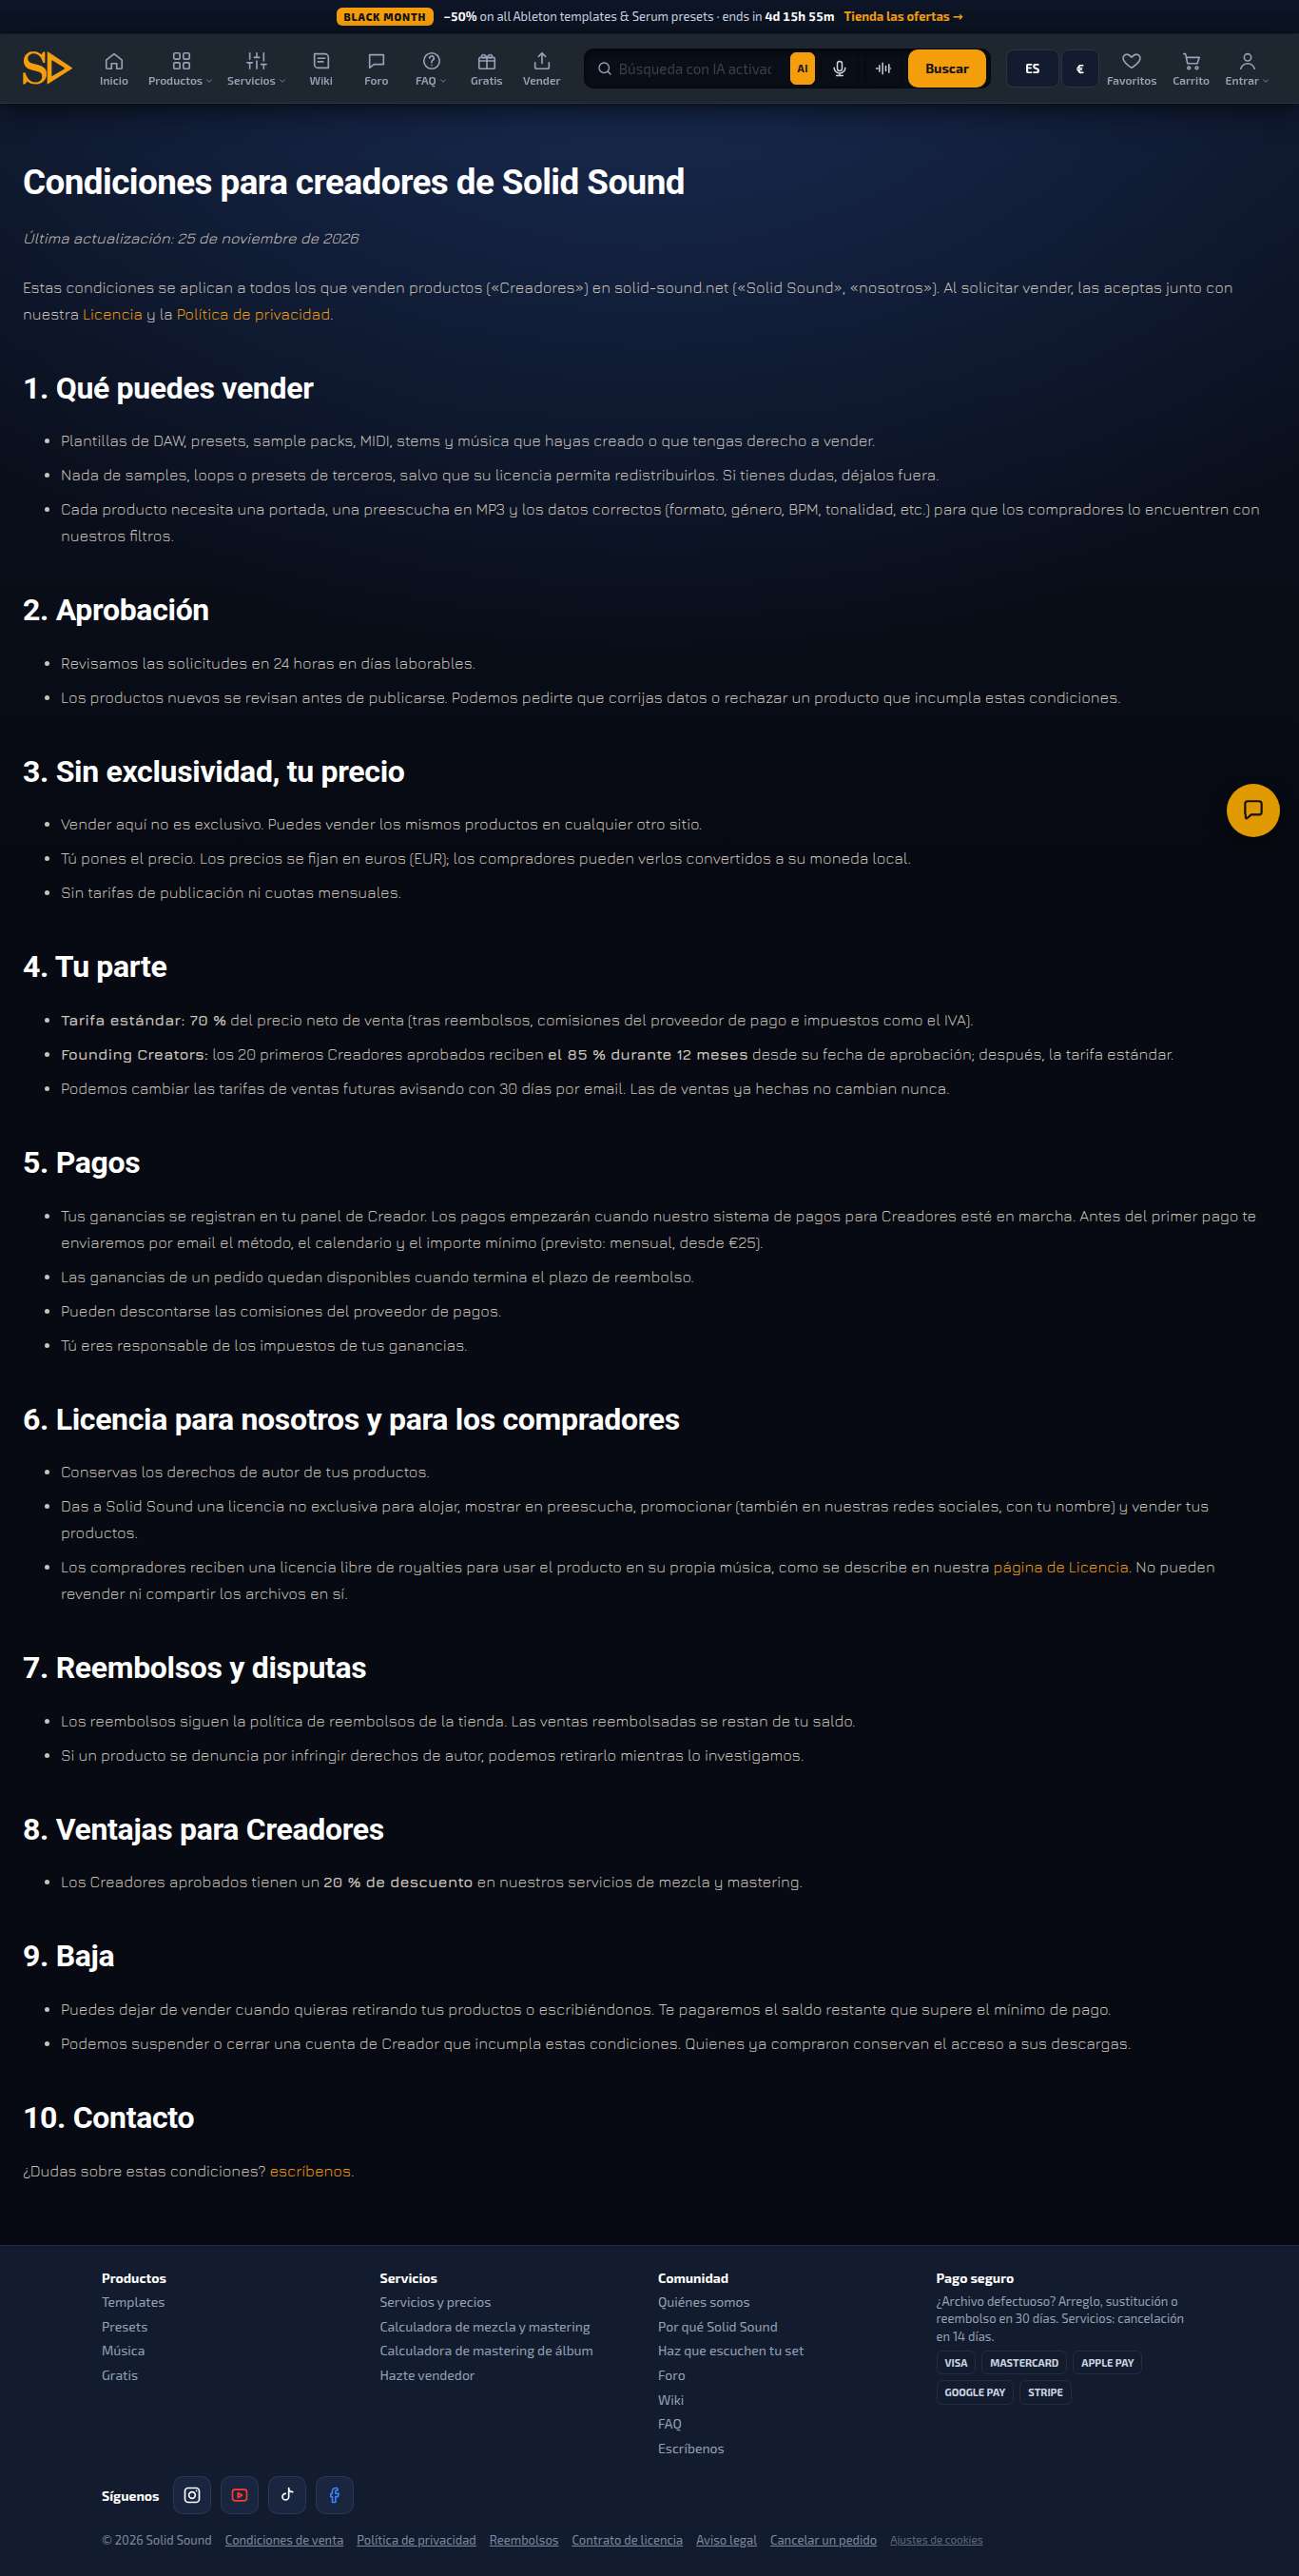 BLACK MONTH −50% on all Ableton templates & Serum presets · ends in 4d 15h 55m Tienda las ofertas →
Inicio Productos Servicios Wiki Foro FAQ Gratis Vender Búsqueda con IA activac AI Buscar ES € Favoritos Carrito Entrar
Condiciones para creadores de Solid Sound
Última actualización: 25 de noviembre de 2026
Estas condiciones se aplican a todos los que venden productos («Creadores») en solid-sound.net («Solid Sound», «nosotros»). Al solicitar vender, las aceptas junto con
nuestra Licencia y la Política de privacidad.
1. Qué puedes vender
• Plantillas de DAW, presets, sample packs, MIDI, stems y música que hayas creado o que tengas derecho a vender.
• Nada de samples, loops o presets de terceros, salvo que su licencia permita redistribuirlos. Si tienes dudas, déjalos fuera.
• Cada producto necesita una portada, una preescucha en MP3 y los datos correctos (formato, género, BPM, tonalidad, etc.) para que los compradores lo encuentren con
nuestros filtros.
2. Aprobación
• Revisamos las solicitudes en 24 horas en días laborables.
• Los productos nuevos se revisan antes de publicarse. Podemos pedirte que corrijas datos o rechazar un producto que incumpla estas condiciones.
3. Sin exclusividad, tu precio
• Vender aquí no es exclusivo. Puedes vender los mismos productos en cualquier otro sitio.
• Tú pones el precio. Los precios se fijan en euros (EUR); los compradores pueden verlos convertidos a su moneda local.
• Sin tarifas de publicación ni cuotas mensuales.
4. Tu parte
• Tarifa estándar: 70 % del precio neto de venta (tras reembolsos, comisiones del proveedor de pago e impuestos como el IVA).
• Founding Creators: los 20 primeros Creadores aprobados reciben el 85 % durante 12 meses desde su fecha de aprobación; después, la tarifa estándar.
• Podemos cambiar las tarifas de ventas futuras avisando con 30 días por email. Las de ventas ya hechas no cambian nunca.
5. Pagos
• Tus ganancias se registran en tu panel de Creador. Los pagos empezarán cuando nuestro sistema de pagos para Creadores esté en marcha. Antes del primer pago te
enviaremos por email el método, el calendario y el importe mínimo (previsto: mensual, desde €25).
• Las ganancias de un pedido quedan disponibles cuando termina el plazo de reembolso.
• Pueden descontarse las comisiones del proveedor de pagos.
• Tú eres responsable de los impuestos de tus ganancias.
6. Licencia para nosotros y para los compradores
• Conservas los derechos de autor de tus productos.
• Das a Solid Sound una licencia no exclusiva para alojar, mostrar en preescucha, promocionar (también en nuestras redes sociales, con tu nombre) y vender tus
productos.
• Los compradores reciben una licencia libre de royalties para usar el producto en su propia música, como se describe en nuestra página de Licencia. No pueden
revender ni compartir los archivos en sí.
7. Reembolsos y disputas
• Los reembolsos siguen la política de reembolsos de la tienda. Las ventas reembolsadas se restan de tu saldo.
• Si un producto se denuncia por infringir derechos de autor, podemos retirarlo mientras lo investigamos.
8. Ventajas para Creadores
• Los Creadores aprobados tienen un 20 % de descuento en nuestros servicios de mezcla y mastering.
9. Baja
• Puedes dejar de vender cuando quieras retirando tus productos o escribiéndonos. Te pagaremos el saldo restante que supere el mínimo de pago.
• Podemos suspender o cerrar una cuenta de Creador que incumpla estas condiciones. Quienes ya compraron conservan el acceso a sus descargas.
10. Contacto
¿Dudas sobre estas condiciones? escríbenos.
Productos
Templates
Presets
Música
Gratis
Servicios
Servicios y precios
Calculadora de mezcla y mastering
Calculadora de mastering de álbum
Hazte vendedor
Comunidad
Quiénes somos
Por qué Solid Sound
Haz que escuchen tu set
Foro
Wiki
FAQ
Escríbenos
Pago seguro
¿Archivo defectuoso? Arreglo, sustitución o
reembolso en 30 días. Servicios: cancelación
en 14 días.
VISA MASTERCARD APPLE PAY
GOOGLE PAY STRIPE
Síguenos
© 2026 Solid Sound Condiciones de venta Política de privacidad Reembolsos Contrato de licencia Aviso legal Cancelar un pedido Ajustes de cookies